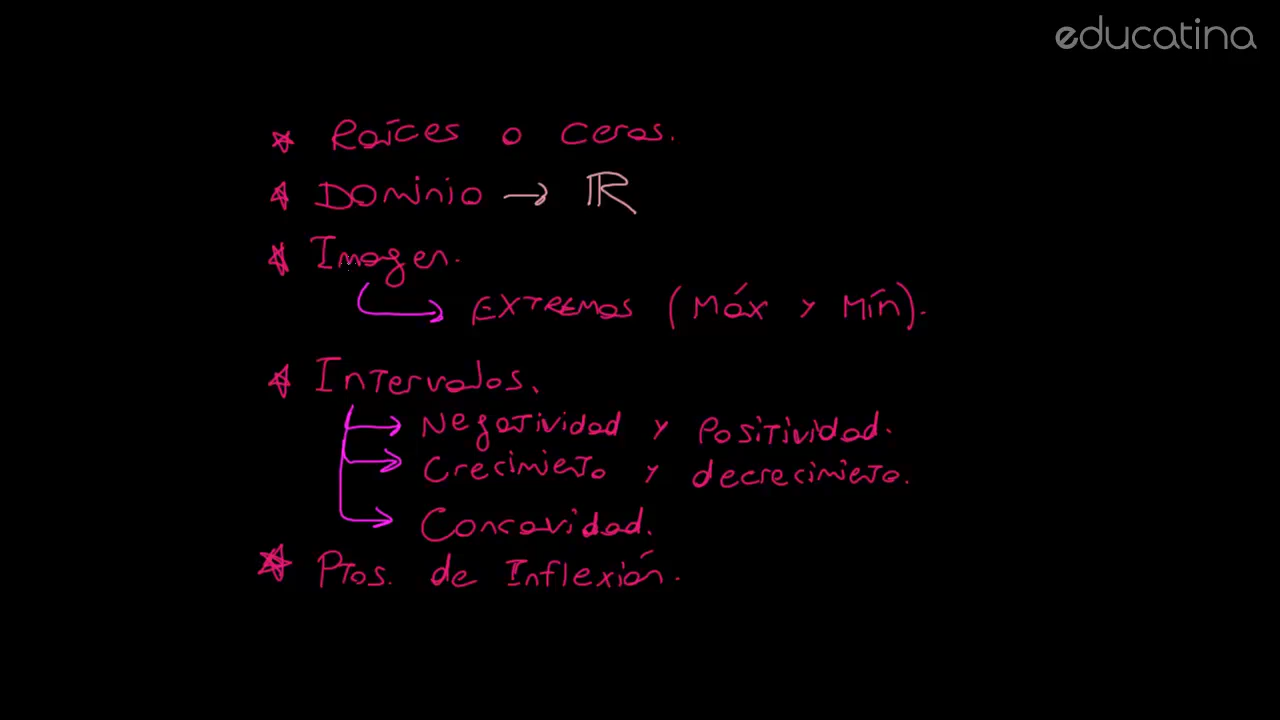 educatina
* Raíces o ceros.
* Dominio → ℝ
* Imagen.
→ Extremos (Máx y Mín).
* Intervalos.
→ Negatividad y Positividad.
→ Crecimiento y decrecimiento.
→ Concavidad.
* Ptos. de Inflexión.